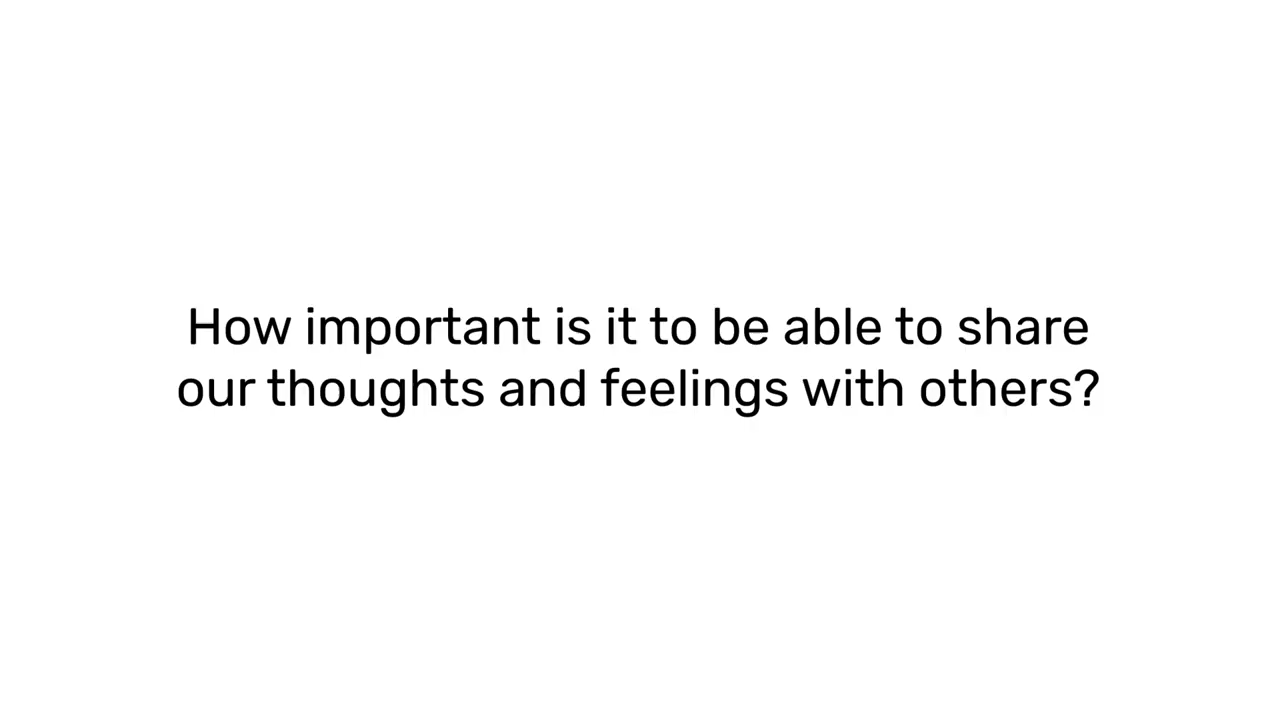 How important is it to be able to share
our thoughts and feelings with others?